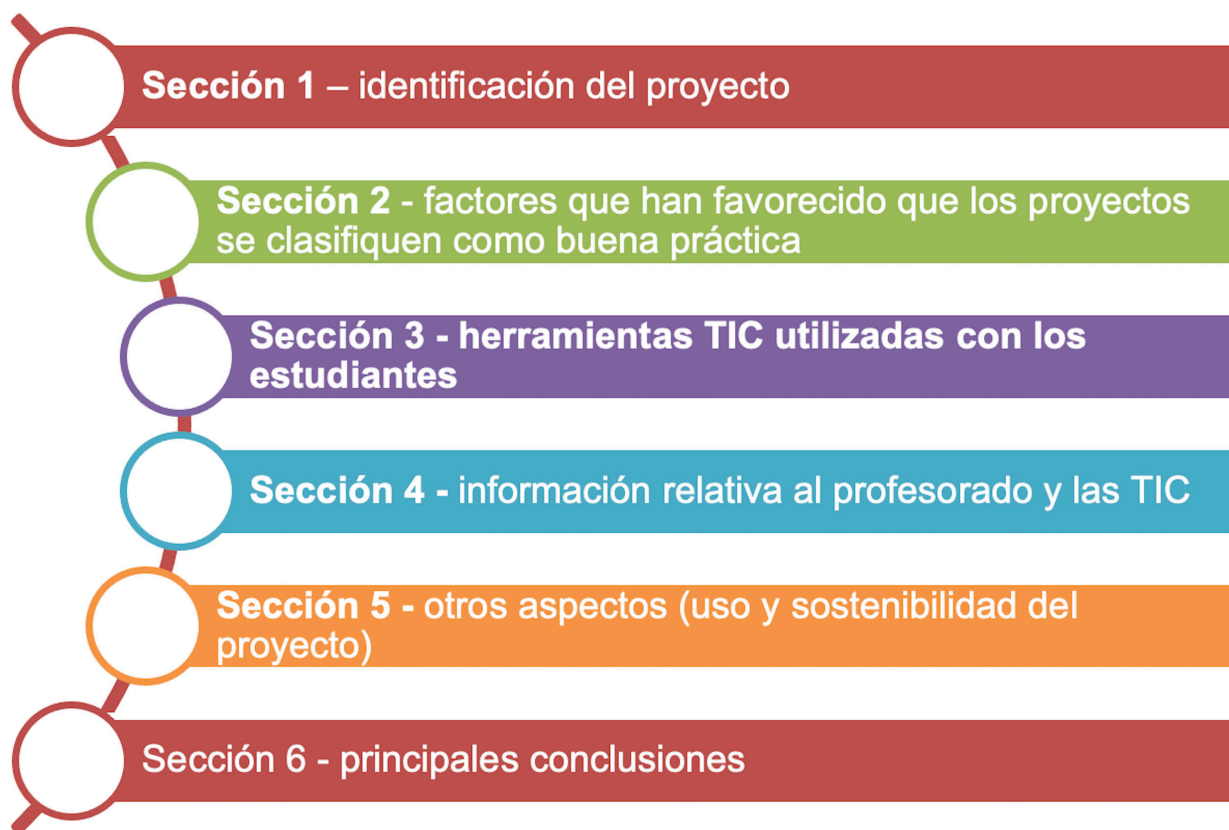 Sección 1 – identificación del proyecto
Sección 2 - factores que han favorecido que los proyectos
se clasifiquen como buena práctica
Sección 3 - herramientas TIC utilizadas con los
estudiantes
Sección 4 - información relativa al profesorado y las TIC
Sección 5 - otros aspectos (uso y sostenibilidad del
proyecto)
Sección 6 - principales conclusiones